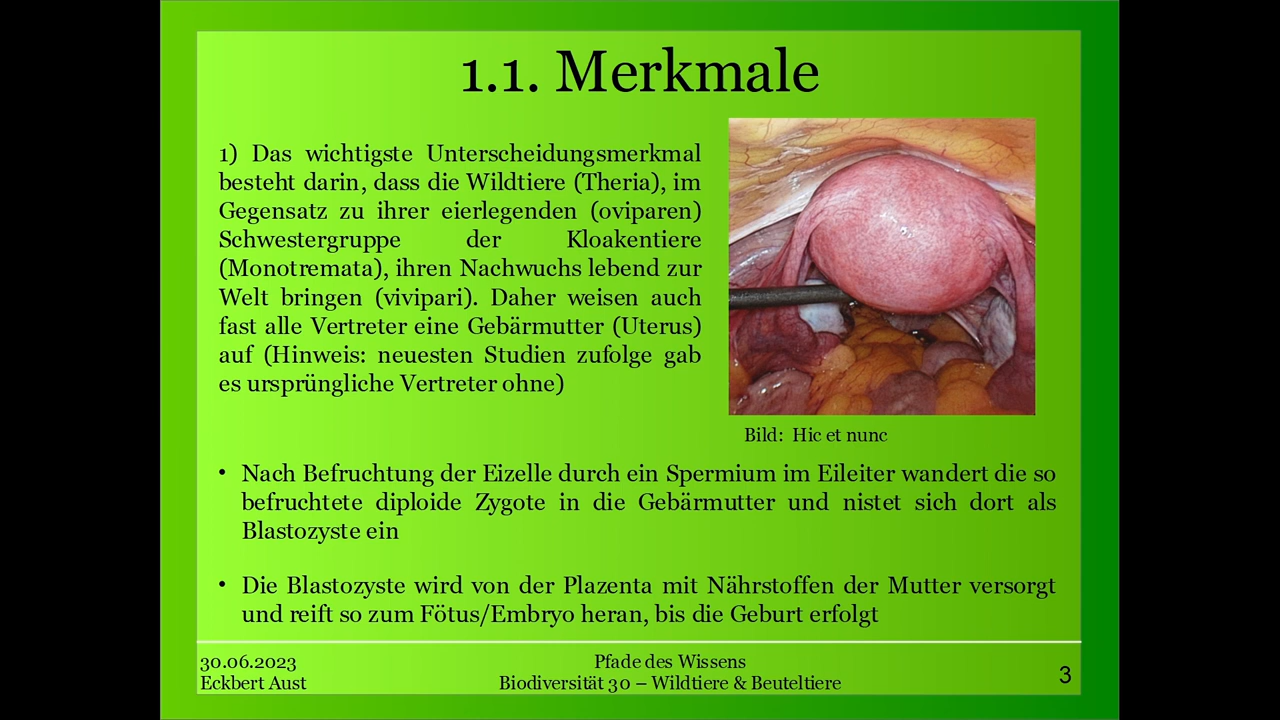 1.1. Merkmale
1) Das wichtigste Unterscheidungsmerkmal
besteht darin, dass die Wildtiere (Theria), im
Gegensatz zu ihrer eierlegenden (oviparen)
Schwestergruppe der Kloakentiere
(Monotremata), ihren Nachwuchs lebend zur
Welt bringen (vivipari). Daher weisen auch
fast alle Vertreter eine Gebärmutter (Uterus)
auf (Hinweis: neuesten Studien zufolge gab
es ursprüngliche Vertreter ohne)
Bild: Hic et nunc
• Nach Befruchtung der Eizelle durch ein Spermium im Eileiter wandert die so
befruchtete diploide Zygote in die Gebärmutter und nistet sich dort als
Blastozyste ein
• Die Blastozyste wird von der Plazenta mit Nährstoffen der Mutter versorgt
und reift so zum Fötus/Embryo heran, bis die Geburt erfolgt
30.06.2023
Eckbert Aust
Pfade des Wissens
Biodiversität 30 – Wildtiere & Beuteltiere
3